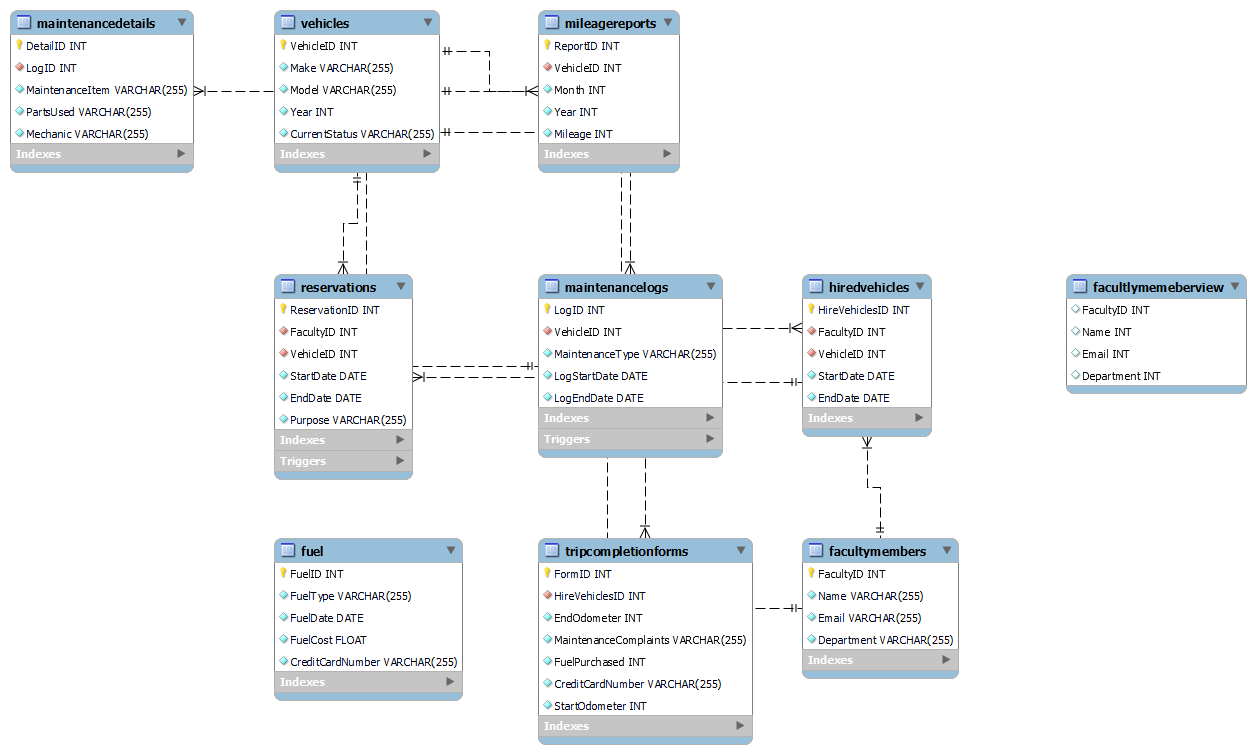 maintenancedetails
DetailID INT
LogID INT
MaintenanceItem VARCHAR(255)
PartsUsed VARCHAR(255)
Mechanic VARCHAR(255)
Indexes
vehicles
VehicleID INT
Make VARCHAR(255)
Model VARCHAR(255)
Year INT
CurrentStatus VARCHAR(255)
Indexes
mileagereports
ReportID INT
VehicleID INT
Month INT
Year INT
Mileage INT
Indexes
reservations
ReservationID INT
FacultyID INT
VehicleID INT
StartDate DATE
EndDate DATE
Purpose VARCHAR(255)
Indexes
Triggers
maintenancelogs
LogID INT
VehicleID INT
MaintenanceType VARCHAR(255)
LogStartDate DATE
LogEndDate DATE
Indexes
Triggers
hiredvehicles
HireVehiclesID INT
FacultyID INT
VehicleID INT
StartDate DATE
EndDate DATE
Indexes
facultlymemeberview
FacultyID INT
Name INT
Email INT
Department INT
fuel
FuelID INT
FuelType VARCHAR(255)
FuelDate DATE
FuelCost FLOAT
CreditCardNumber VARCHAR(255)
Indexes
tripcompletionforms
FormID INT
HireVehiclesID INT
EndOdometer INT
MaintenanceComplaints VARCHAR(255)
FuelPurchased INT
CreditCardNumber VARCHAR(255)
StartOdometer INT
Indexes
facultymembers
FacultyID INT
Name VARCHAR(255)
Email VARCHAR(255)
Department VARCHAR(255)
Indexes